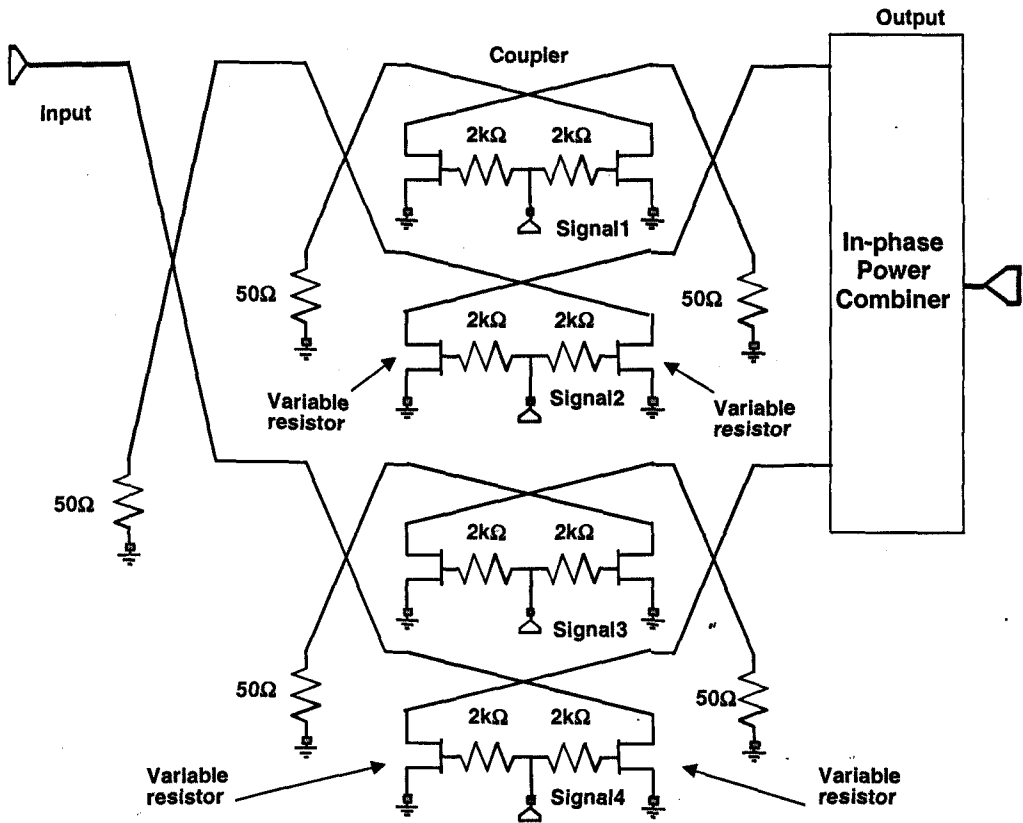 Output
Coupler
Input
2kΩ 2kΩ
Signal1
50Ω
50Ω
In-phase
Power
Combiner
2kΩ 2kΩ
Signal2
Variable
resistor
Variable
resistor
50Ω
2kΩ 2kΩ
Signal3
50Ω
50Ω
2kΩ 2kΩ
Signal4
Variable
resistor
Variable
resistor